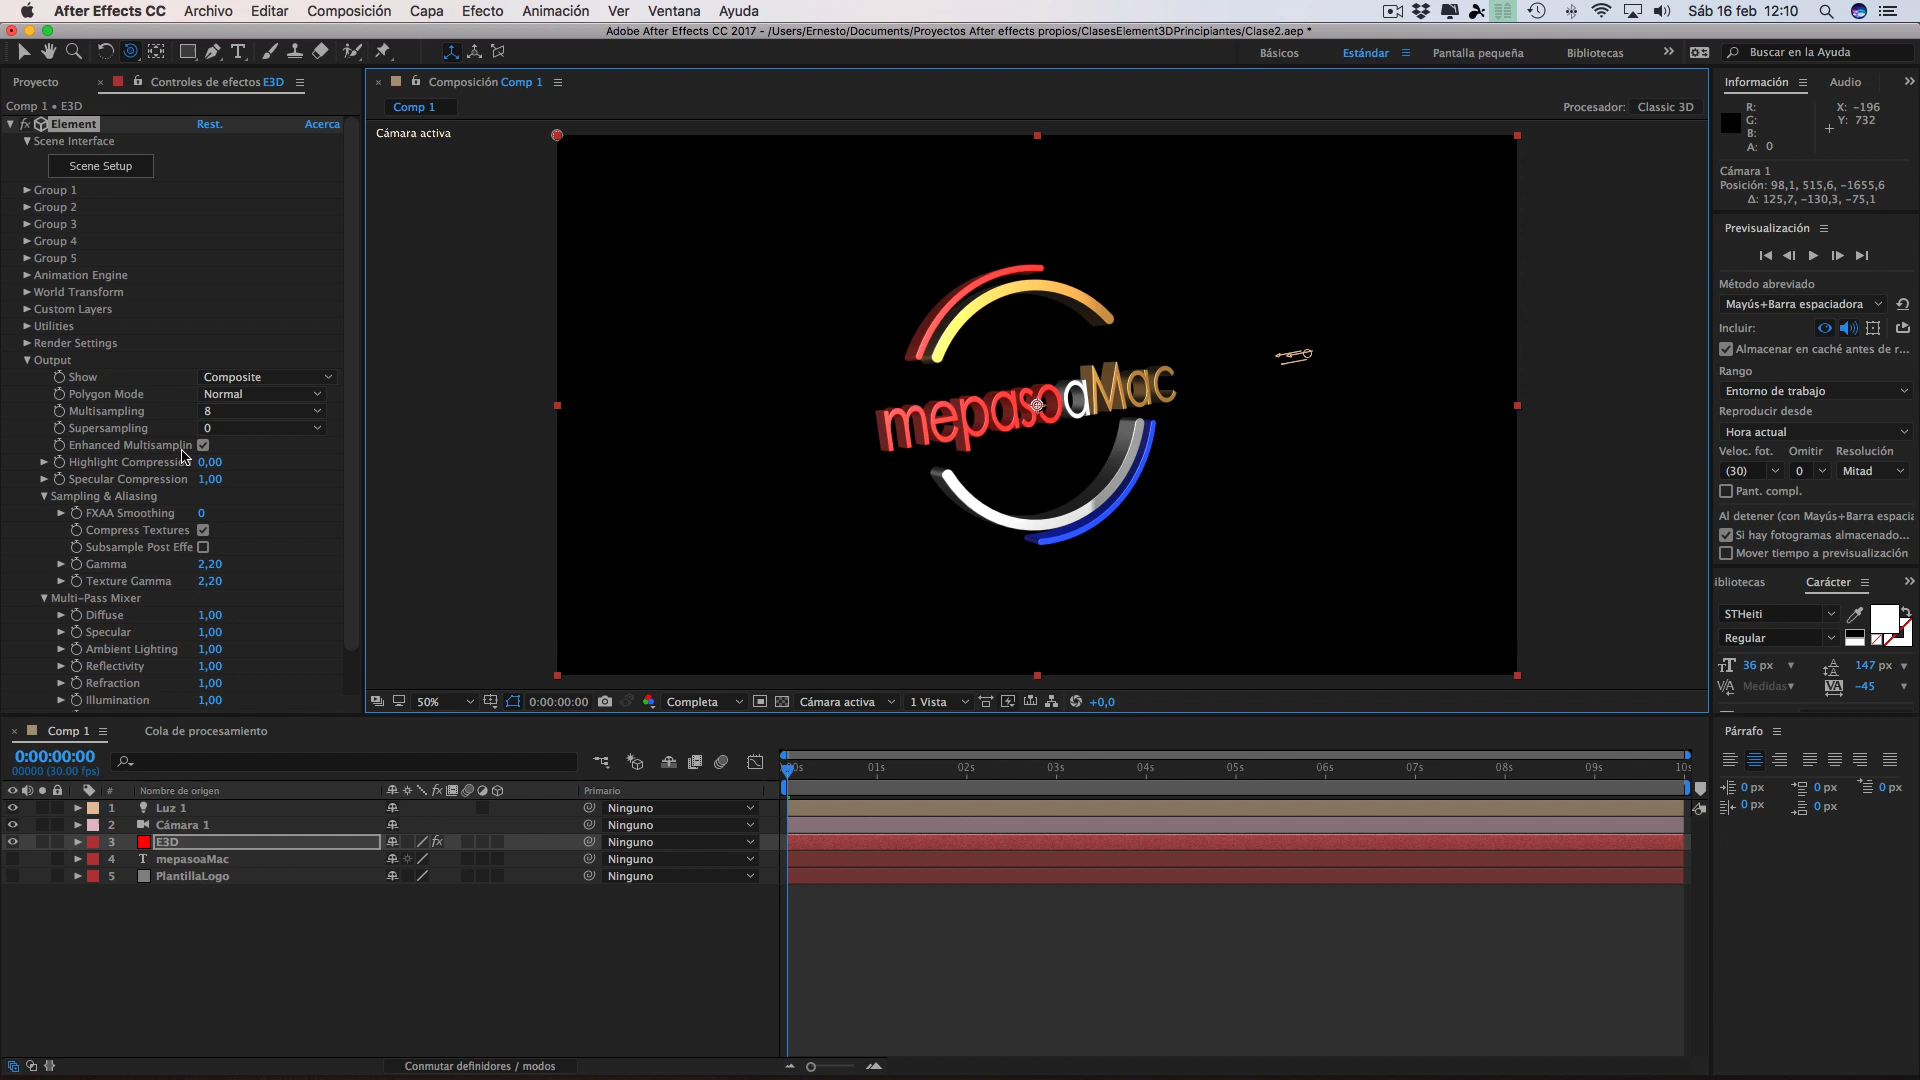 After Effects CC Archivo Editar Composición Capa Efecto Animación Ver Ventana Ayuda Sáb 16 feb 12:10
Adobe After Effects CC 2017 - /Users/Ernesto/Documents/Proyectos After effects propios/ClasesElement3DPrincipiantes/Clase2.aep *
Básicos Estándar Pantalla pequeña Bibliotecas Buscar en la Ayuda
Proyecto Controles de efectos E3D
Comp 1 • E3D
fx Element Rest. Acerca
Scene Interface
Scene Setup
Group 1
Group 2
Group 3
Group 4
Group 5
Animation Engine
World Transform
Custom Layers
Utilities
Render Settings
Output
Show Composite
Polygon Mode Normal
Multisampling 8
Supersampling 0
Enhanced Multisamplin
Highlight Compressi 0,00
Specular Compression 1,00
Sampling & Aliasing
FXAA Smoothing 0
Compress Textures
Subsample Post Effe
Gamma 2,20
Texture Gamma 2,20
Multi-Pass Mixer
Diffuse 1,00
Specular 1,00
Ambient Lighting 1,00
Reflectivity 1,00
Refraction 1,00
Illumination 1,00
Composición Comp 1
Comp 1
Procesador: Classic 3D
Cámara activa
mepasoaMac
50% 0:00:00:00 Completa Cámara activa 1 Vista +0,0
Información Audio
R:
G:
B:
A: 0
X: -196
Y: 732
Cámara 1
Posición: 98,1, 515,6, -1655,6
Δ: 125,7, -130,3, -75,1
Previsualización
Método abreviado
Mayús+Barra espaciadora
Incluir:
Almacenar en caché antes de r...
Rango
Entorno de trabajo
Reproducir desde
Hora actual
Veloc. fot. Omitir Resolución
(30) 0 Mitad
Pant. compl.
Al detener (con Mayús+Barra espacia
Si hay fotogramas almacenado...
Mover tiempo a previsualización
ibliotecas Carácter
STHeiti
Regular
36 px 147 px
Medidas -45
Comp 1 Cola de procesamiento
0:00:00:00
00000 (30.00 fps)
# Nombre de origen fx Primario
1 Luz 1 Ninguno
2 Cámara 1 Ninguno
3 E3D fx Ninguno
4 T mepasoaMac Ninguno
5 PlantillaLogo Ninguno
00s 01s 02s 03s 04s 05s 06s 07s 08s 09s 10s
Conmutar definidores / modos
Párrafo
0 px 0 px 0 px
0 px 0 px